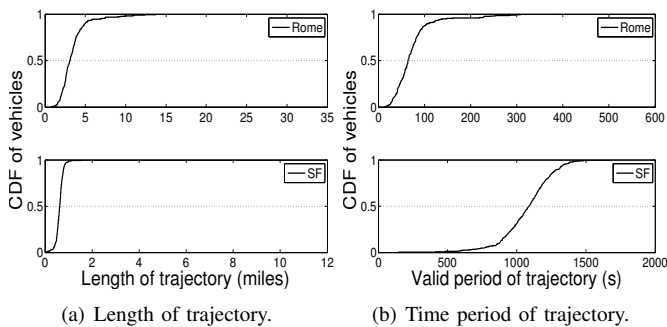 1
0.5
0
0 5 10 15 20 25 30 35
Rome
1
0.5
0
0 100 200 300 400 500 600
Rome
CDF of vehicles
CDF of vehicles
1
0.5
0
0 2 4 6 8 10 12
SF
Length of trajectory (miles)
1
0.5
0
0 500 1000 1500 2000
SF
Valid period of trajectory (s)
(a) Length of trajectory.
(b) Time period of trajectory.